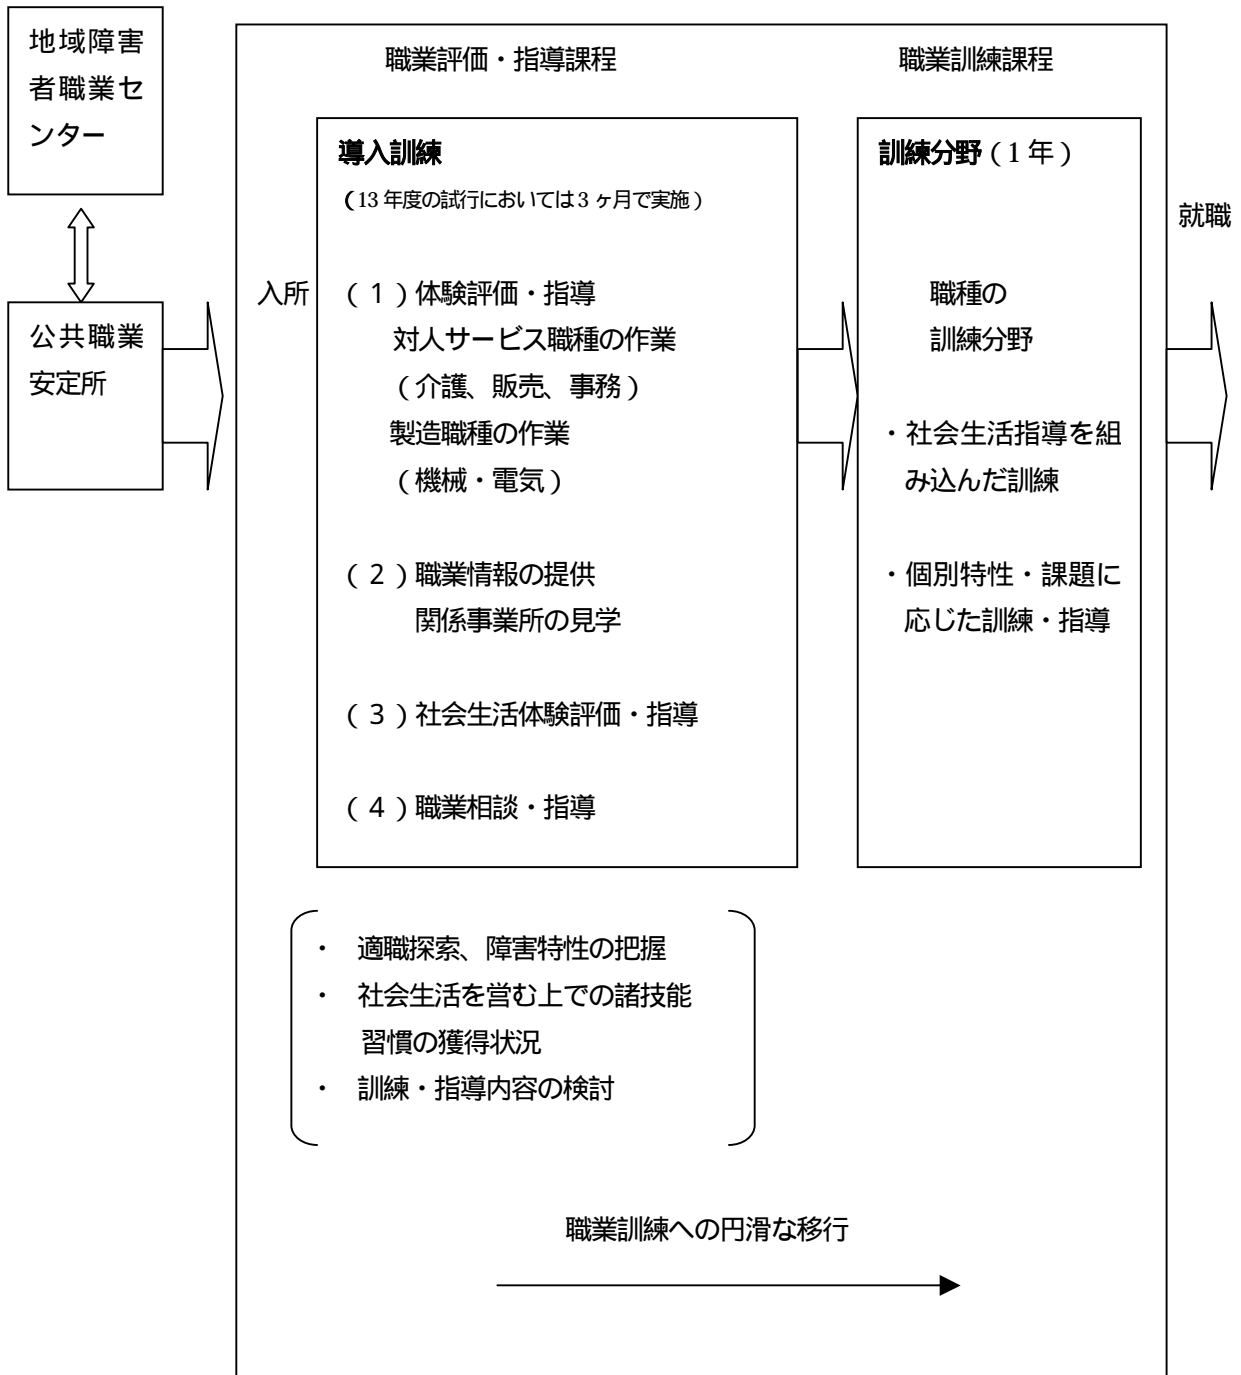 地域障害
者職業セ
ンター
公共職業
安定所
職業評価・指導課程
入所
導入訓練
（13年度の試行においては3ヶ月で実施）
（１）体験評価・指導
対人サービス職種の作業
（介護、販売、事務）
製造職種の作業
（機械・電気）
（２）職業情報の提供
関係事業所の見学
（３）社会生活体験評価・指導
（４）職業相談・指導
・　適職探索、障害特性の把握
・　社会生活を営む上での諸技能
習慣の獲得状況
・　訓練・指導内容の検討
職業訓練課程
訓練分野（1年）
職種の
訓練分野
・社会生活指導を組
み込んだ訓練
・個別特性・課題に
応じた訓練・指導
就職
職業訓練への円滑な移行